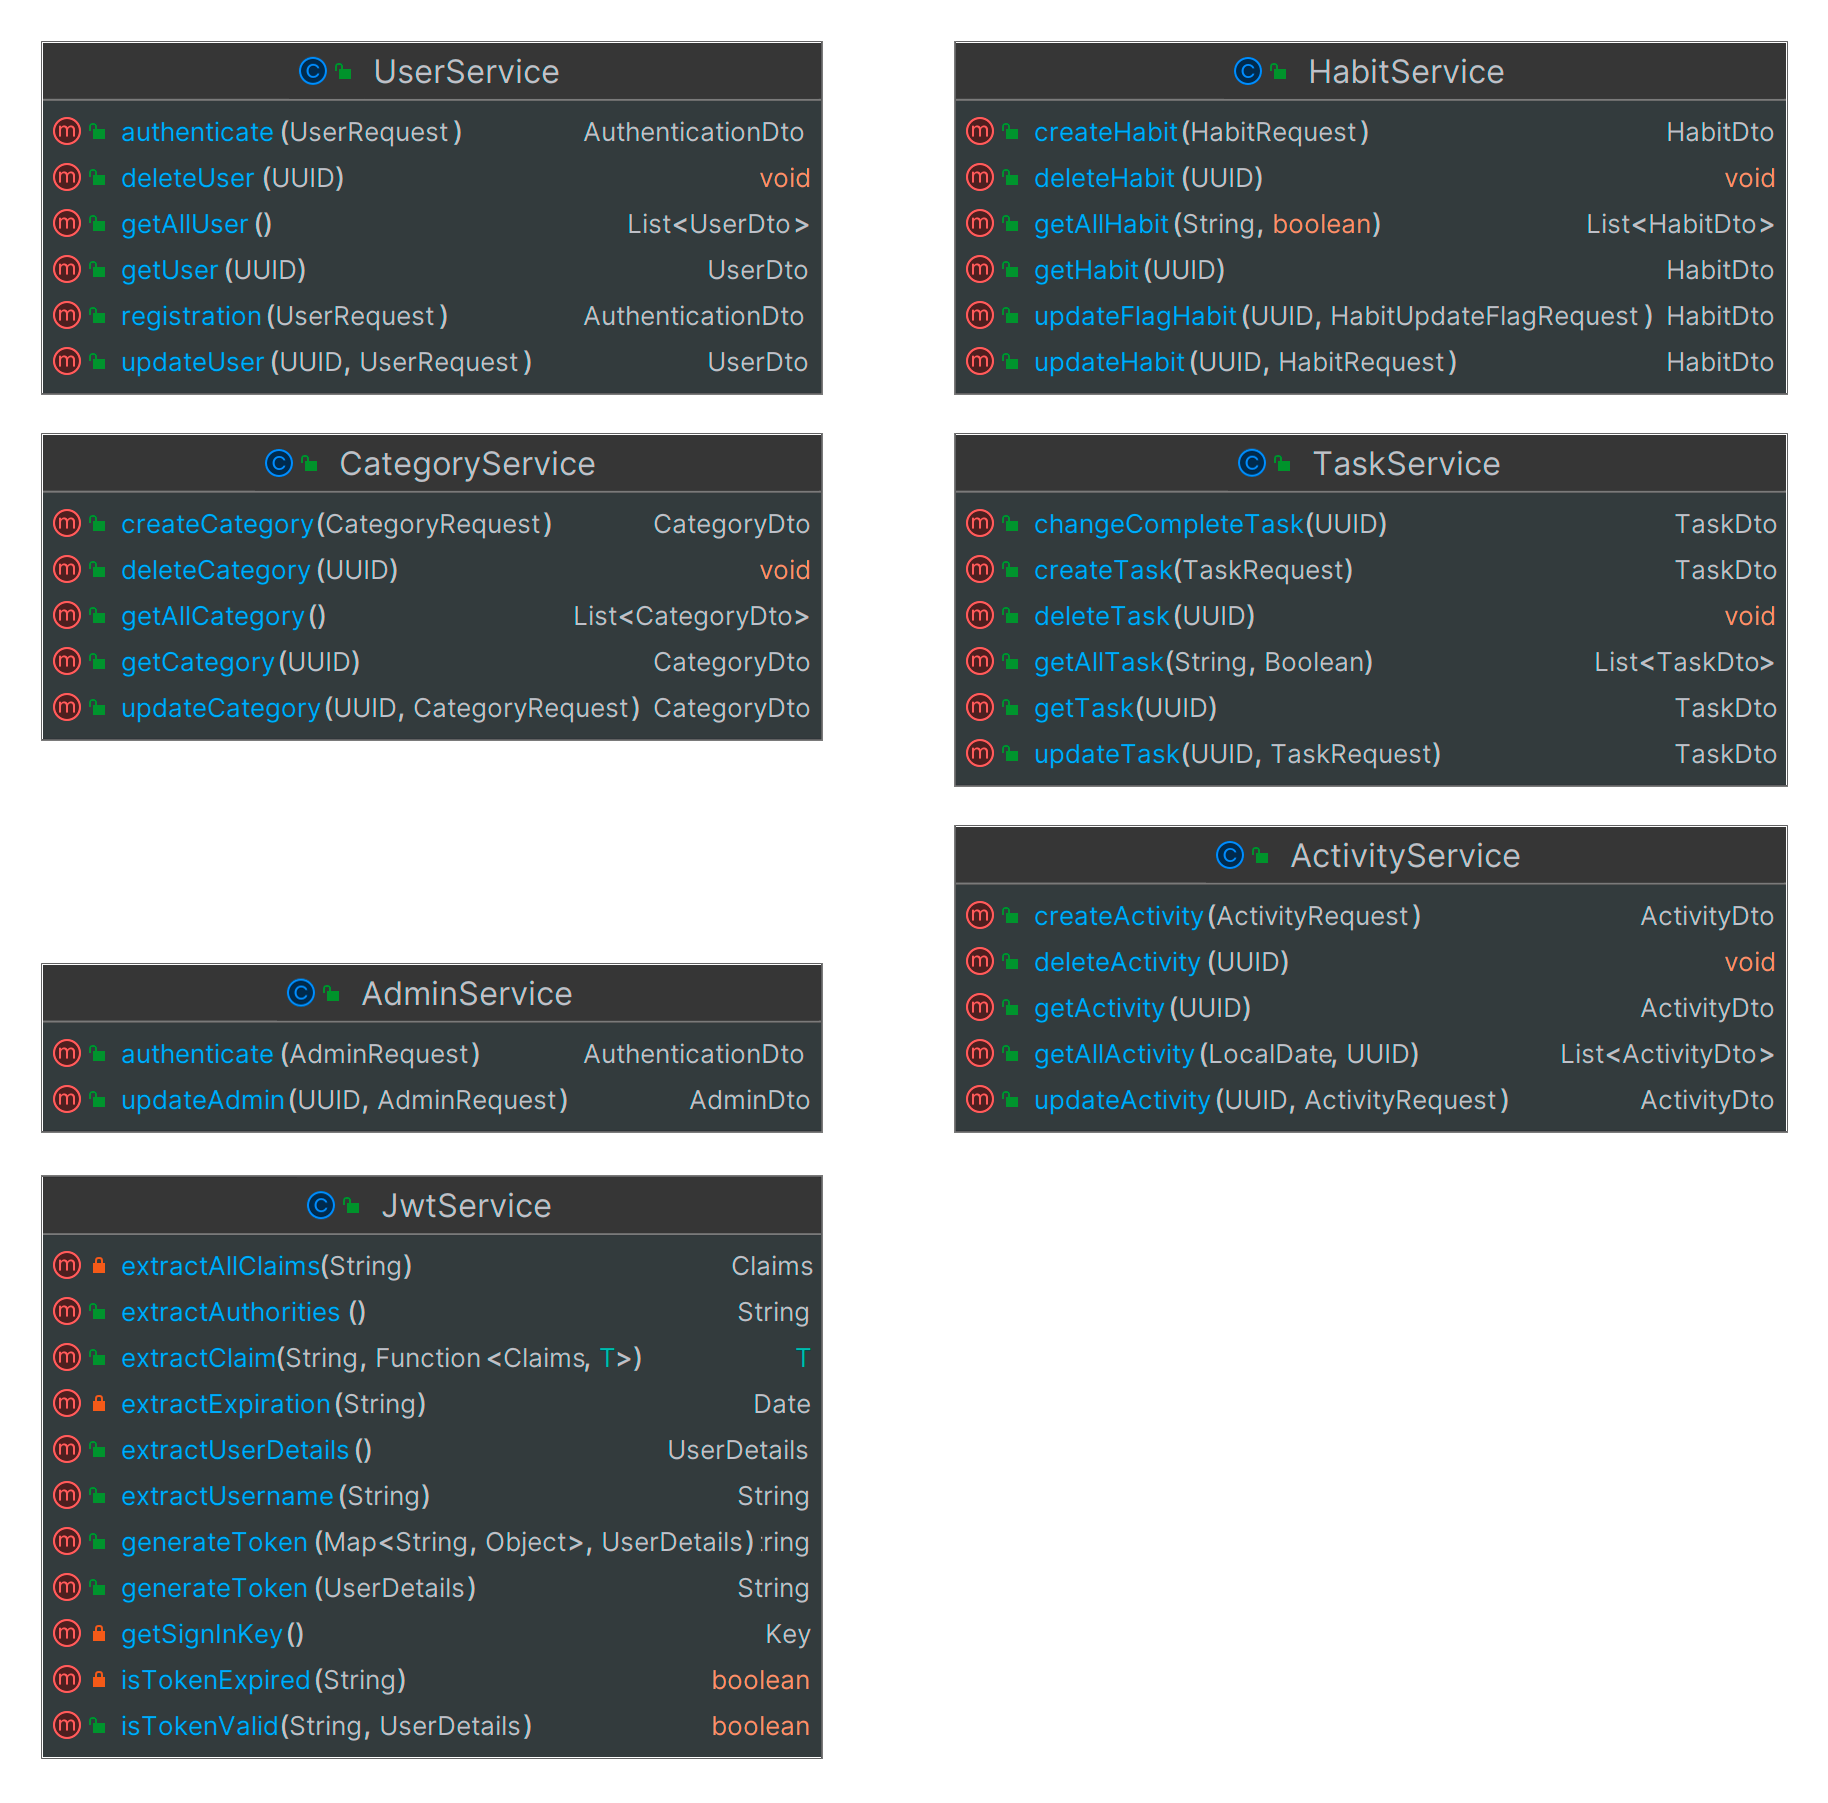 UserService
authenticate(UserRequest) AuthenticationDto
deleteUser(UUID) void
getAllUser() List<UserDto>
getUser(UUID) UserDto
registration(UserRequest) AuthenticationDto
updateUser(UUID, UserRequest) UserDto
HabitService
createHabit(HabitRequest) HabitDto
deleteHabit(UUID) void
getAllHabit(String, boolean) List<HabitDto>
getHabit(UUID) HabitDto
updateFlagHabit(UUID, HabitUpdateFlagRequest) HabitDto
updateHabit(UUID, HabitRequest) HabitDto
CategoryService
createCategory(CategoryRequest) CategoryDto
deleteCategory(UUID) void
getAllCategory() List<CategoryDto>
getCategory(UUID) CategoryDto
updateCategory(UUID, CategoryRequest) CategoryDto
TaskService
changeCompleteTask(UUID) TaskDto
createTask(TaskRequest) TaskDto
deleteTask(UUID) void
getAllTask(String, Boolean) List<TaskDto>
getTask(UUID) TaskDto
updateTask(UUID, TaskRequest) TaskDto
ActivityService
createActivity(ActivityRequest) ActivityDto
deleteActivity(UUID) void
getActivity(UUID) ActivityDto
getAllActivity(LocalDate, UUID) List<ActivityDto>
updateActivity(UUID, ActivityRequest) ActivityDto
AdminService
authenticate(AdminRequest) AuthenticationDto
updateAdmin(UUID, AdminRequest) AdminDto
JwtService
extractAllClaims(String) Claims
extractAuthorities() String
extractClaim(String, Function<Claims, T>) T
extractExpiration(String) Date
extractUserDetails() UserDetails
extractUsername(String) String
generateToken(Map<String, Object>, UserDetails) ring
generateToken(UserDetails) String
getSignInKey() Key
isTokenExpired(String) boolean
isTokenValid(String, UserDetails) boolean